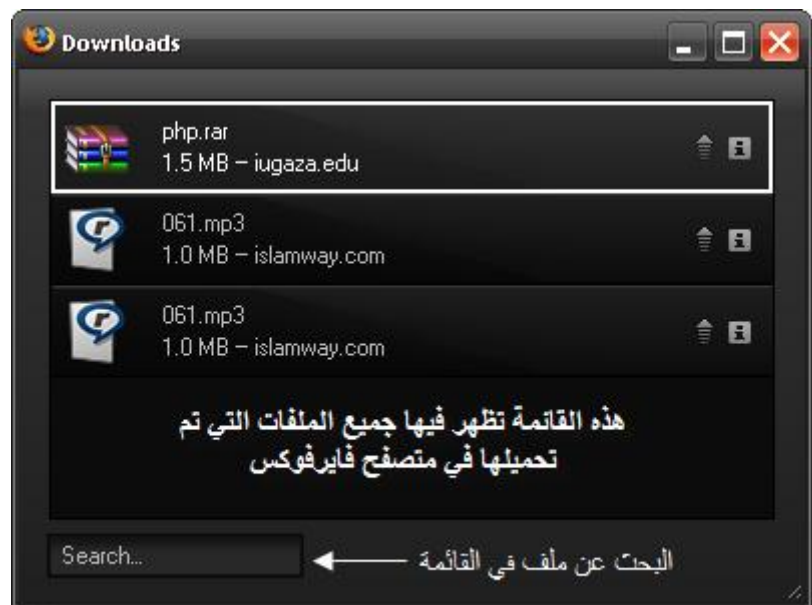 Downloads
php.rar
1.5 MB – iugaza.edu
061.mp3
1.0 MB – islamway.com
061.mp3
1.0 MB – islamway.com
هذه القائمة تظهر فيها جميع الملفات التي تم
تحميلها في متصفح فايرفوكس
Search...
البحث عن ملف في القائمة